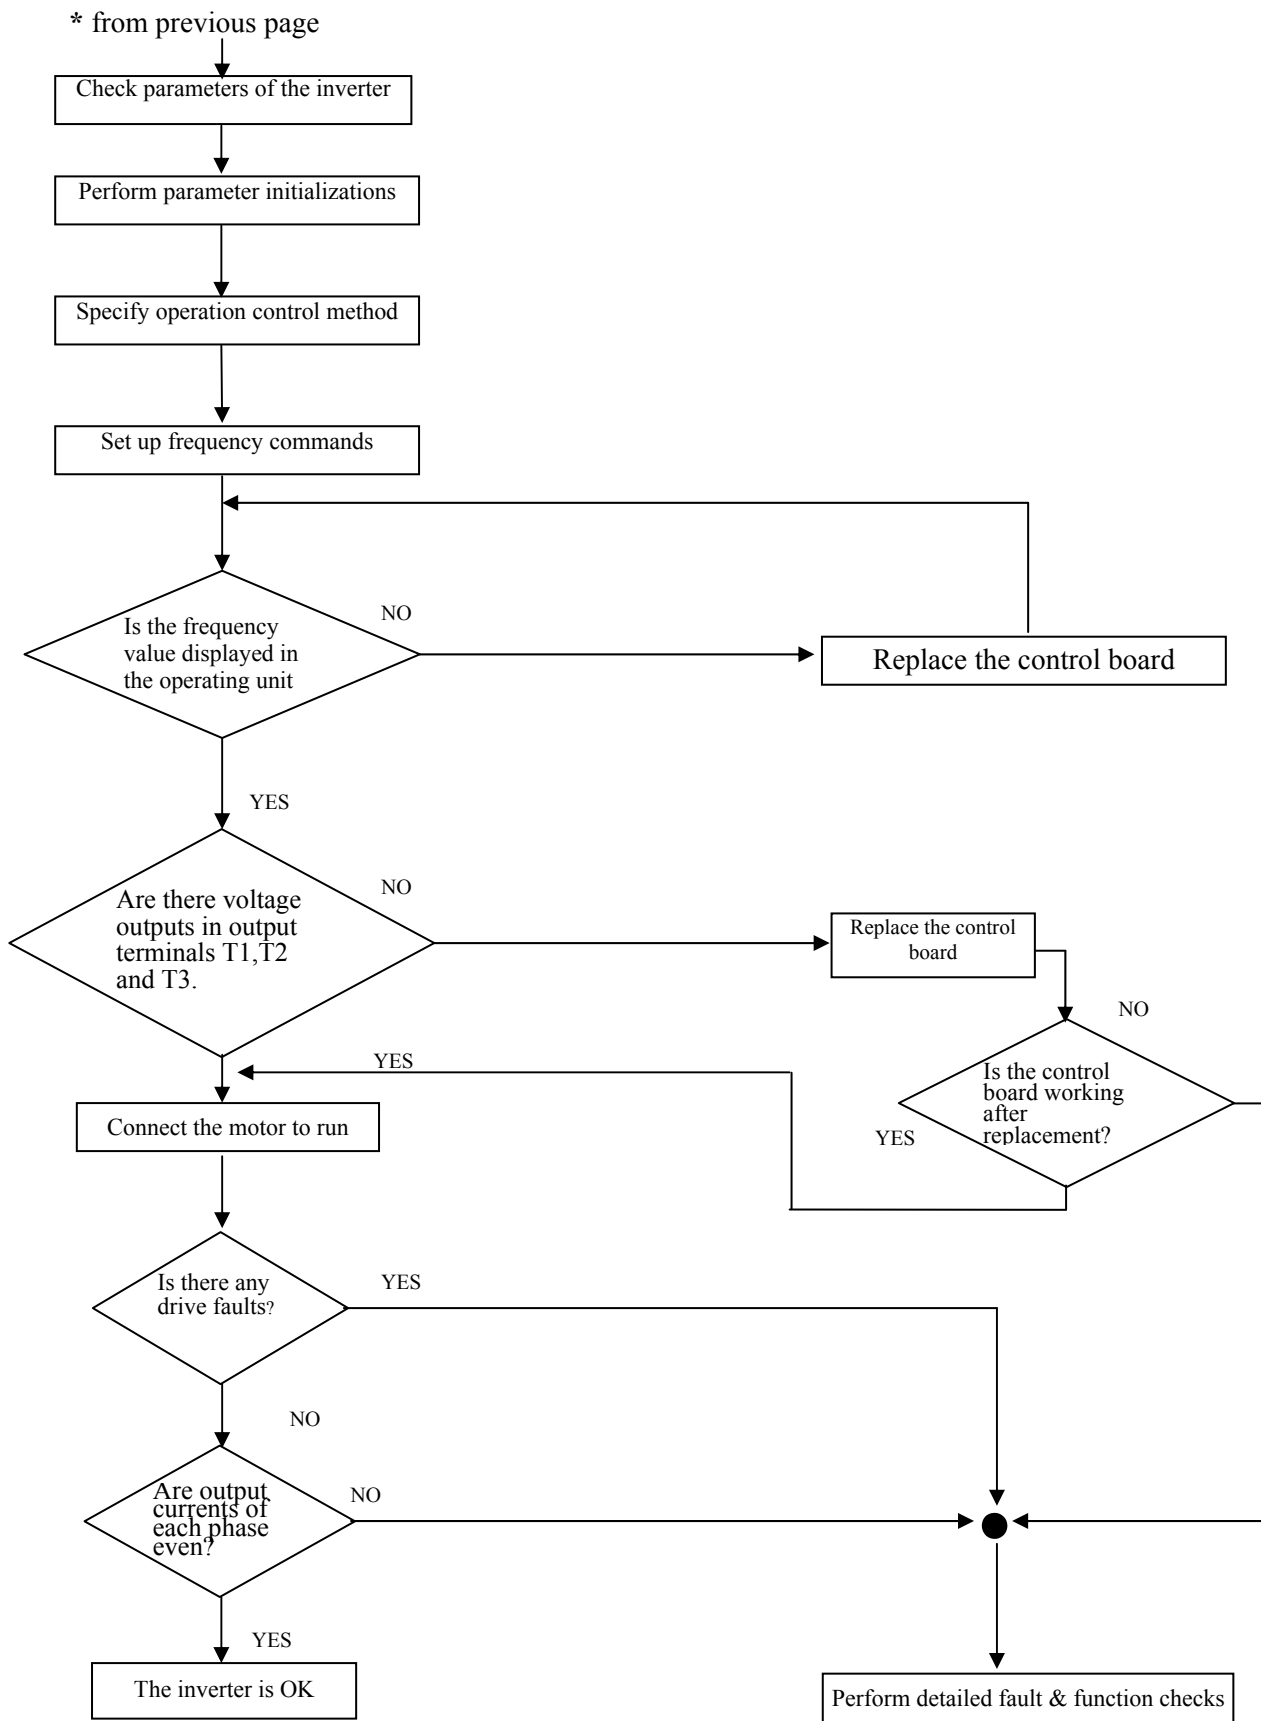 * from previous page
Check parameters of the inverter
Perform parameter initializations
Specify operation control method
Set up frequency commands
NO
Is the frequency
value displayed in
the operating unit
Replace the control board
YES
NO
Are there voltage
outputs in output
terminals T1,T2
and T3.
Replace the control
board
NO
YES
Is the control
board working
after
replacement?
YES
Connect the motor to run
Is there any
drive faults?
YES
NO
Are output
currents of
each phase
even?
NO
YES
The inverter is OK
Perform detailed fault & function checks